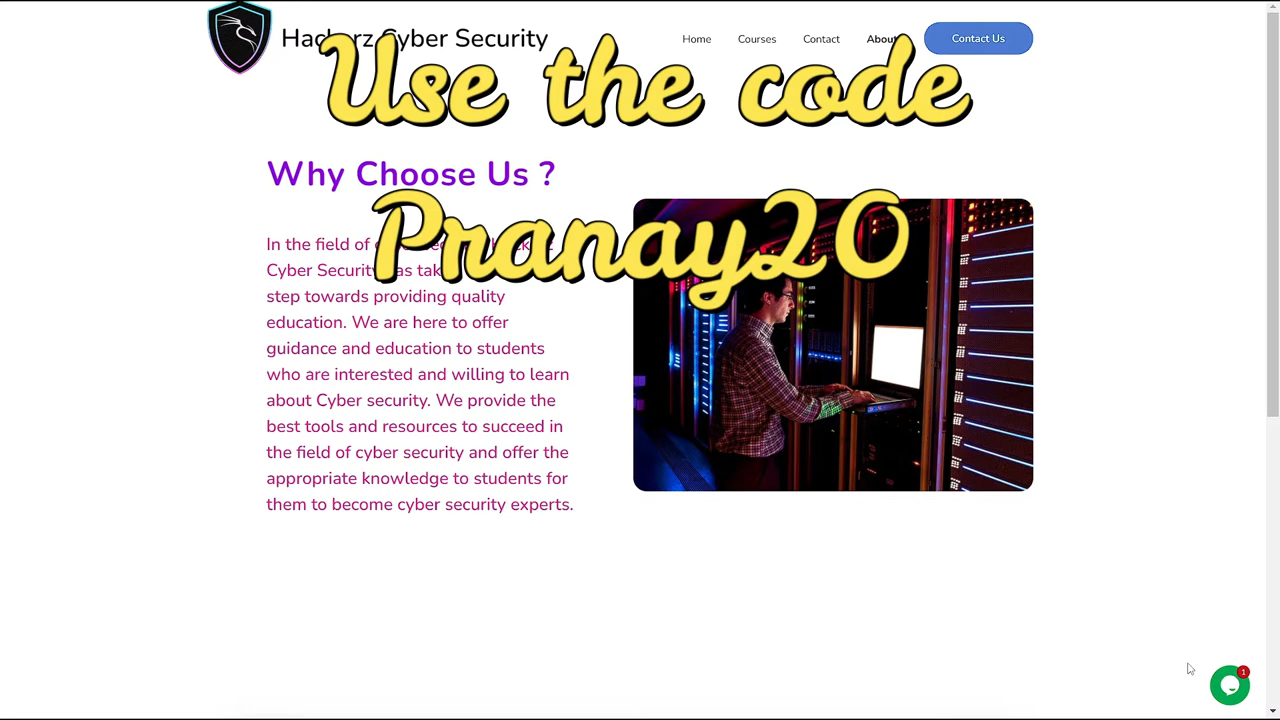 Hackerz Cyber Security
Home
Courses
Contact
About
Contact Us
Use the code
Why Choose Us ?
Pranay20
In the field of
Cyber Security has
step towards providing quality
education. We are here to offer
guidance and education to students
who are interested and willing to learn
about Cyber security. We provide the
best tools and resources to succeed in
the field of cyber security and offer the
appropriate knowledge to students for
them to become cyber security experts.
1